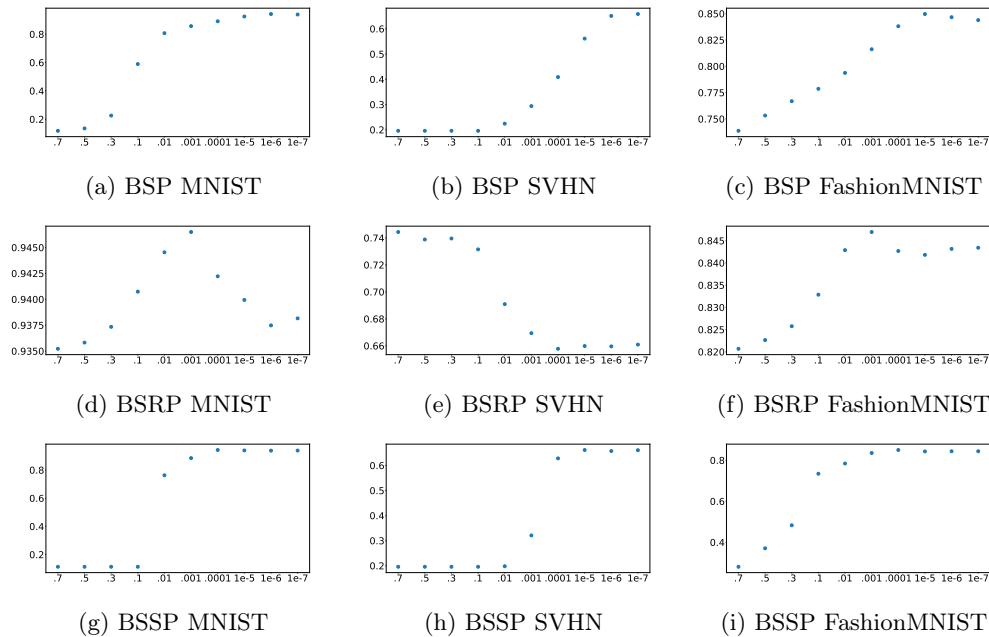 0.8
0.6
0.4
0.2
.7 .5 .3 .1 .01 .001 .0001 1e-5 1e-6 1e-7
(a) BSP MNIST
0.6
0.5
0.4
0.3
0.2
.7 .5 .3 .1 .01 .001 .0001 1e-5 1e-6 1e-7
(b) BSP SVHN
0.850
0.825
0.800
0.775
0.750
.7 .5 .3 .1 .01 .001 .0001 1e-5 1e-6 1e-7
(c) BSP FashionMNIST
0.9450
0.9425
0.9400
0.9375
0.9350
.7 .5 .3 .1 .01 .001 .0001 1e-5 1e-6 1e-7
(d) BSRP MNIST
0.74
0.72
0.70
0.68
0.66
.7 .5 .3 .1 .01 .001 .0001 1e-5 1e-6 1e-7
(e) BSRP SVHN
0.845
0.840
0.835
0.830
0.825
0.820
.7 .5 .3 .1 .01 .001 .0001 1e-5 1e-6 1e-7
(f) BSRP FashionMNIST
0.8
0.6
0.4
0.2
.7 .5 .3 .1 .01 .001 .0001 1e-5 1e-6 1e-7
(g) BSSP MNIST
0.6
0.5
0.4
0.3
0.2
.7 .5 .3 .1 .01 .001 .0001 1e-5 1e-6 1e-7
(h) BSSP SVHN
0.8
0.6
0.4
.7 .5 .3 .1 .01 .001 .0001 1e-5 1e-6 1e-7
(i) BSSP FashionMNIST